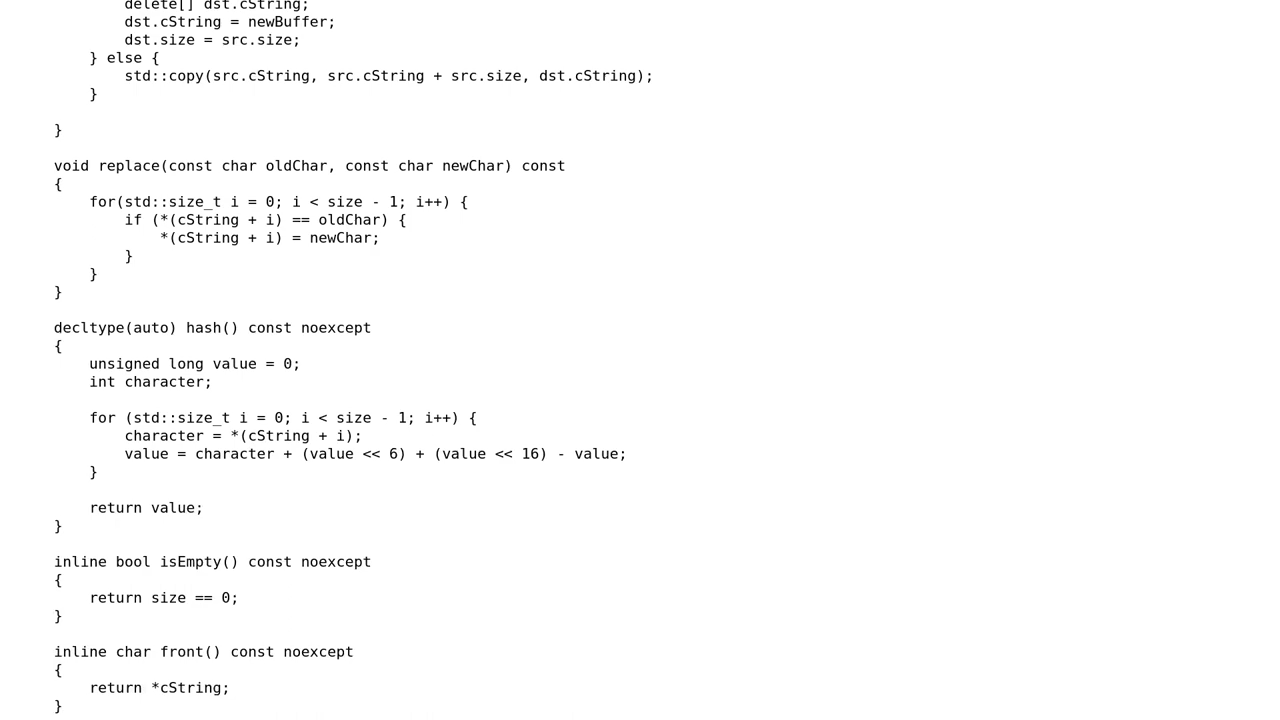 delete[] dst.cString;
dst.cString = newBuffer;
dst.size = src.size;
} else {
std::copy(src.cString, src.cString + src.size, dst.cString);
}
}
void replace(const char oldChar, const char newChar) const
{
for(std::size_t i = 0; i < size - 1; i++) {
if (*(cString + i) == oldChar) {
*(cString + i) = newChar;
}
}
}
decltype(auto) hash() const noexcept
{
unsigned long value = 0;
int character;
for (std::size_t i = 0; i < size - 1; i++) {
character = *(cString + i);
value = character + (value << 6) + (value << 16) - value;
}
return value;
}
inline bool isEmpty() const noexcept
{
return size == 0;
}
inline char front() const noexcept
{
return *cString;
}